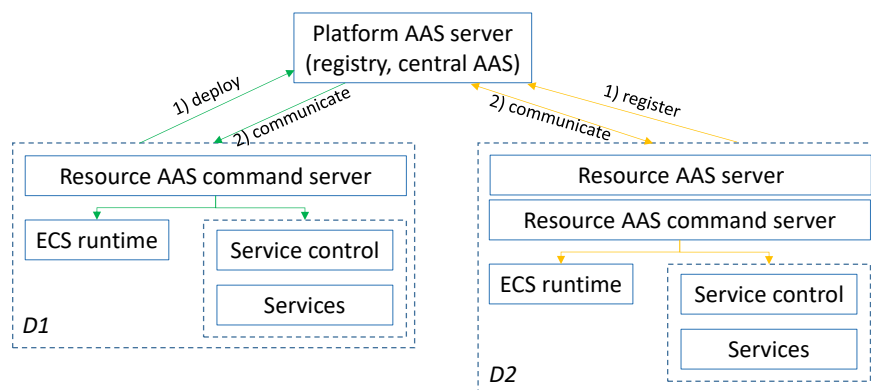 Platform AAS server
(registry, central AAS)
1) deploy
2) communicate
2) communicate
1) register
Resource AAS command server
ECS runtime
Service control
Services
D1
Resource AAS server
Resource AAS command server
ECS runtime
Service control
Services
D2